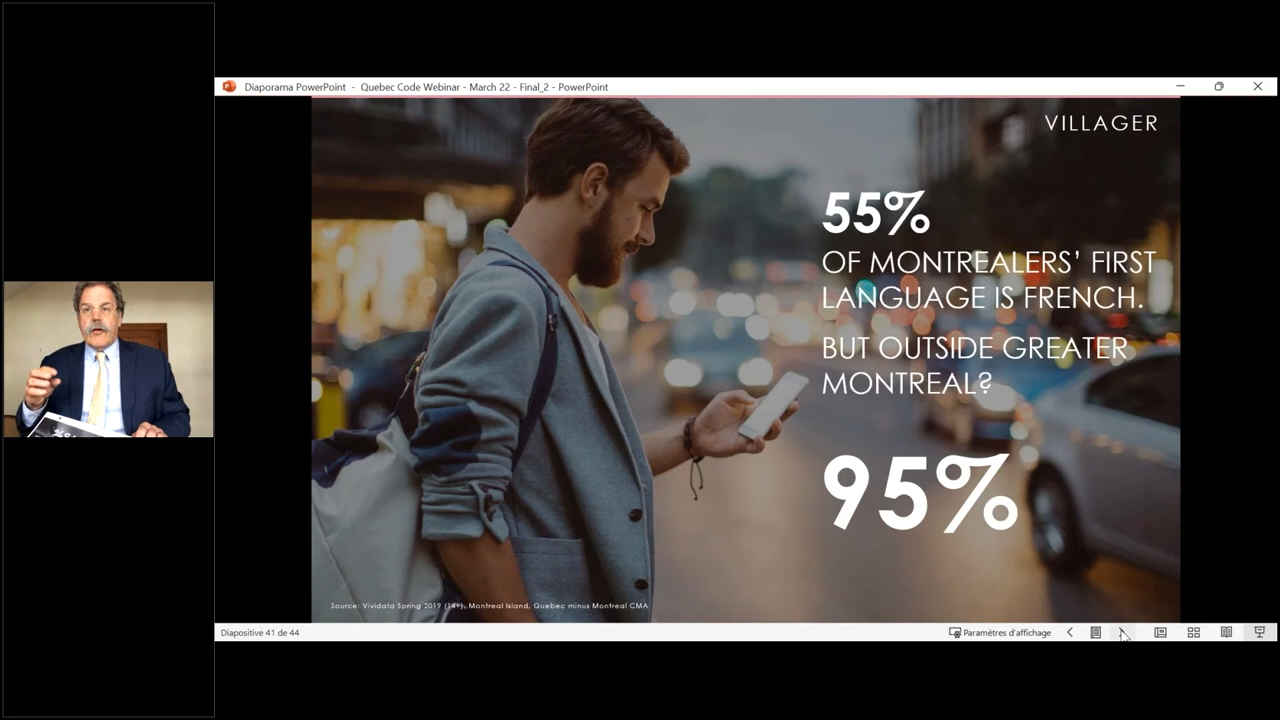 Diaporama PowerPoint - Quebec Code Webinar - March 22 - Final_2 - PowerPoint
VILLAGER
55%
OF MONTREALERS’ FIRST
LANGUAGE IS FRENCH.
BUT OUTSIDE GREATER
MONTREAL?
95%
Source: Vividata Spring 2019 (14+), Montreal Island, Quebec minus Montreal CMA
Diapositive 41 de 44
Paramètres d'affichage